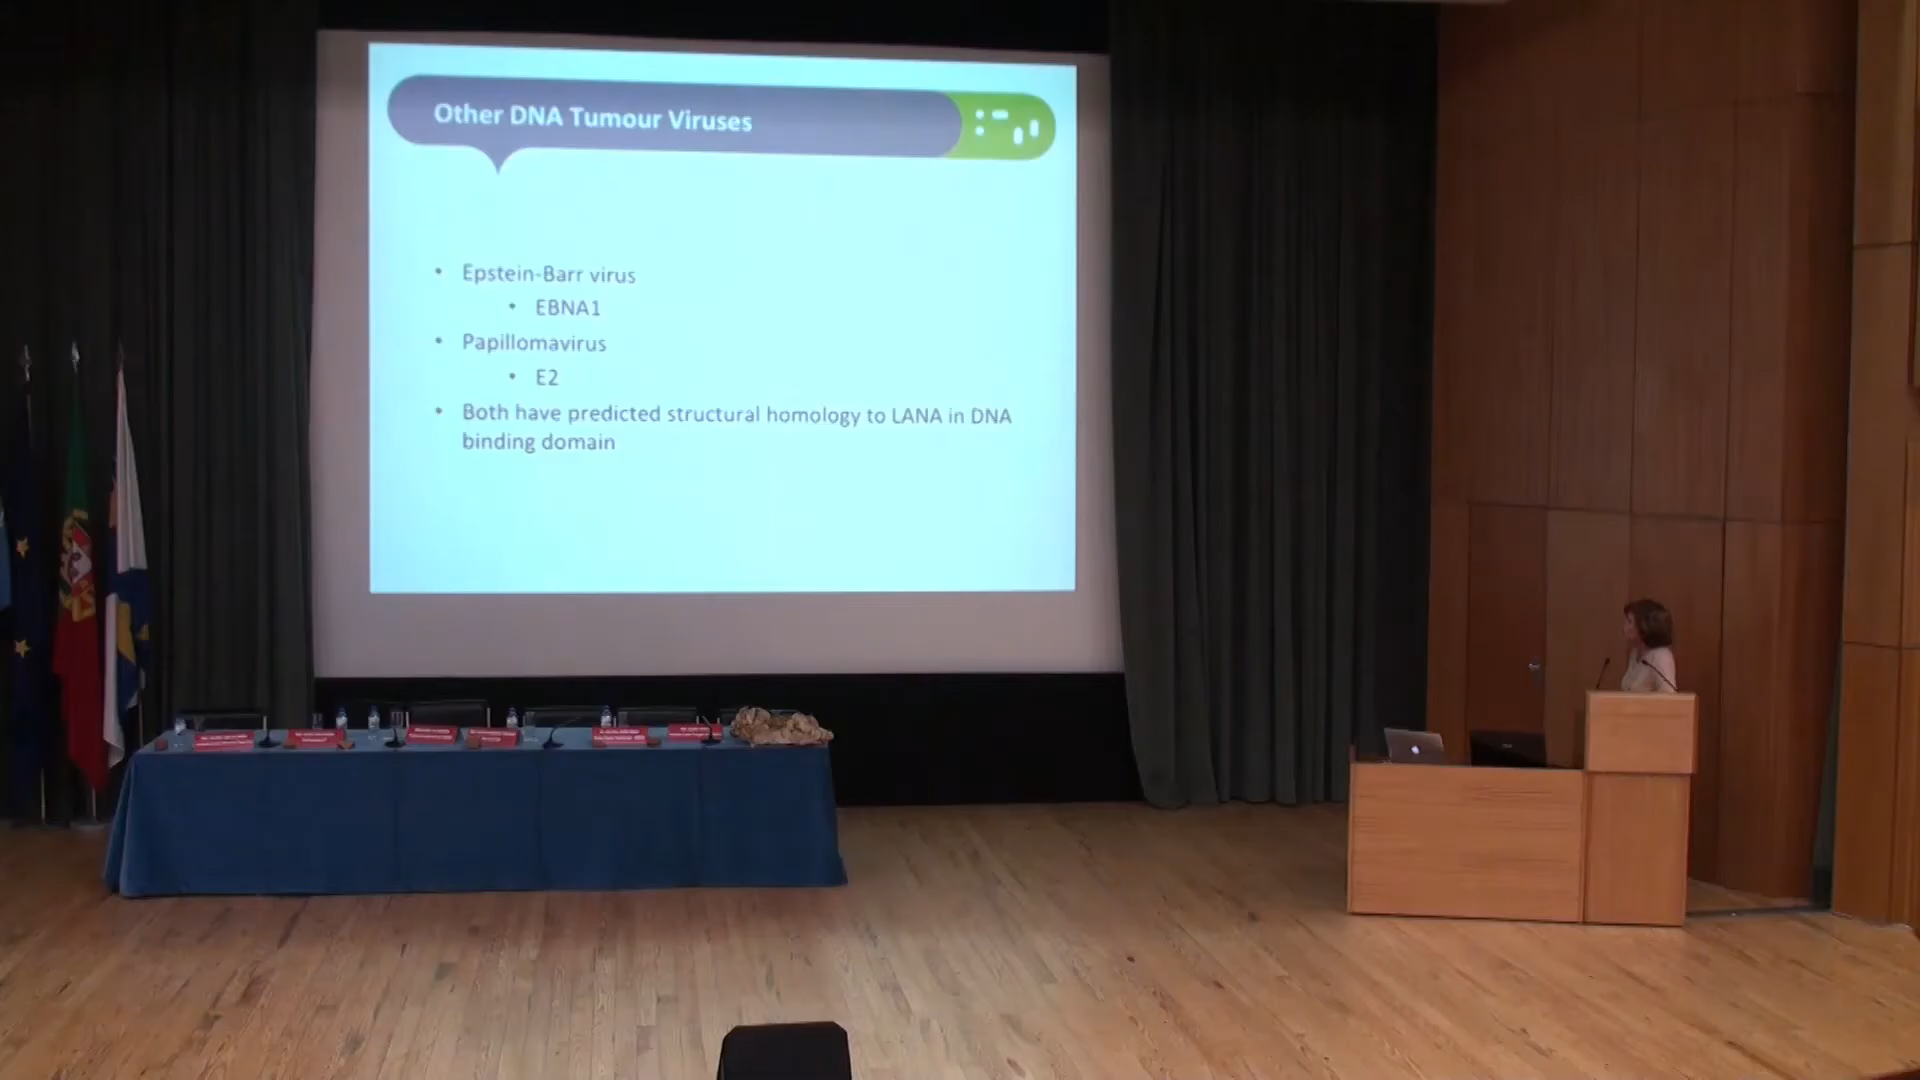 Other DNA Tumour Viruses
• Epstein-Barr virus
• EBNA1
• Papillomavirus
• E2
• Both have predicted structural homology to LANA in DNA
binding domain